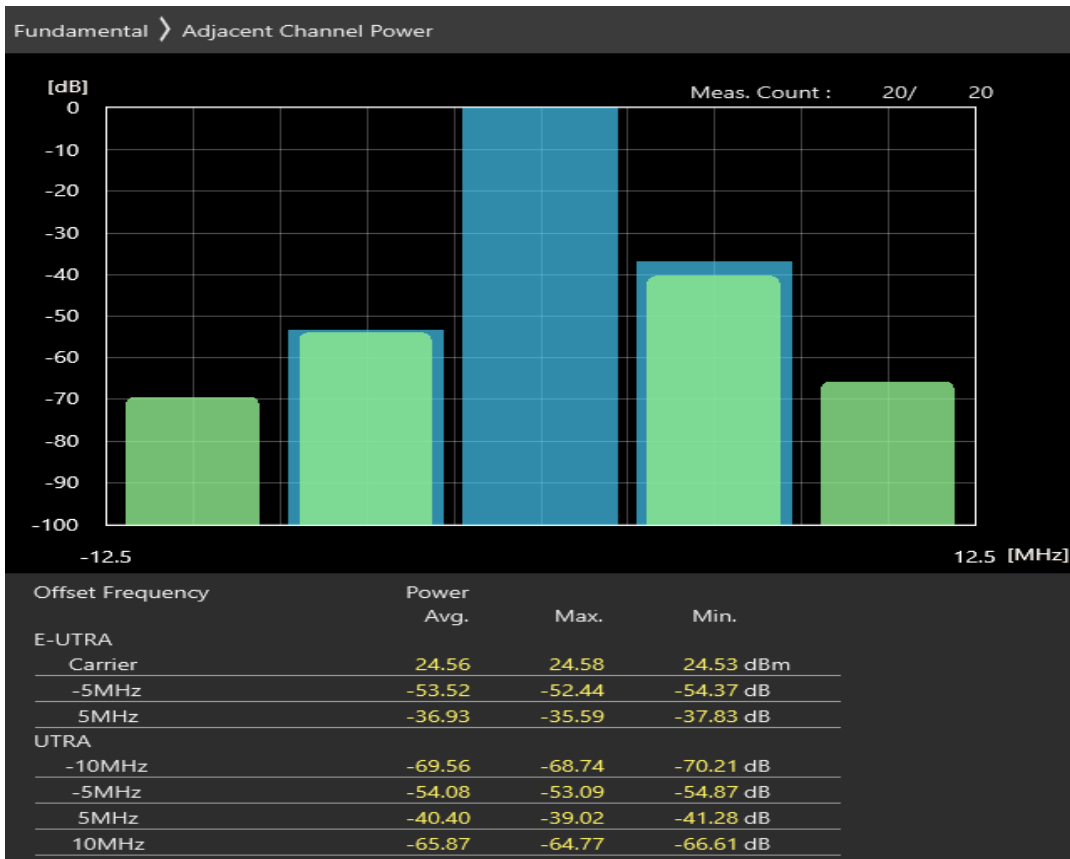 Fundamental 〉 Adjacent Channel Power
[dB]
Meas. Count : 20/ 20
0
-10
-20
-30
-40
-50
-60
-70
-80
-90
-100
-12.5 12.5 [MHz]
Offset Frequency Power
Avg. Max. Min.
E-UTRA
Carrier 24.56 24.58 24.53 dBm
-5MHz -53.52 -52.44 -54.37 dB
5MHz -36.93 -35.59 -37.83 dB
UTRA
-10MHz -69.56 -68.74 -70.21 dB
-5MHz -54.08 -53.09 -54.87 dB
5MHz -40.40 -39.02 -41.28 dB
10MHz -65.87 -64.77 -66.61 dB